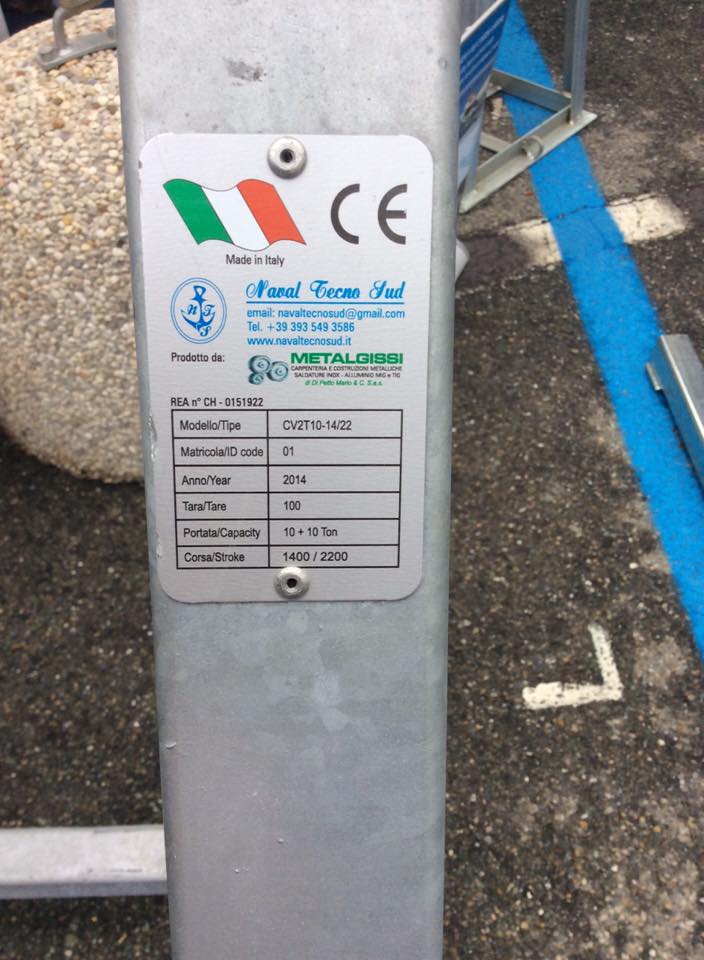 CE
Made in Italy
NTS
Naval Tecno Sud
email: navaltecnosud@gmail.com
Tel. +39 393 549 3586
www.navaltecnosud.it
Prodotto da:
METALGISSI
CARPENTERIA E COSTRUZIONI METALLICHE
SALDATURE INOX - ALLUMINIO MIG e TIG
di Di Petto Mario & C. S.a.s.
REA n° CH - 0151922
Modello/Tipe CV2T10-14/22
Matricola/ID code 01
Anno/Year 2014
Tara/Tare 100
Portata/Capacity 10 + 10 Ton
Corsa/Stroke 1400 / 2200